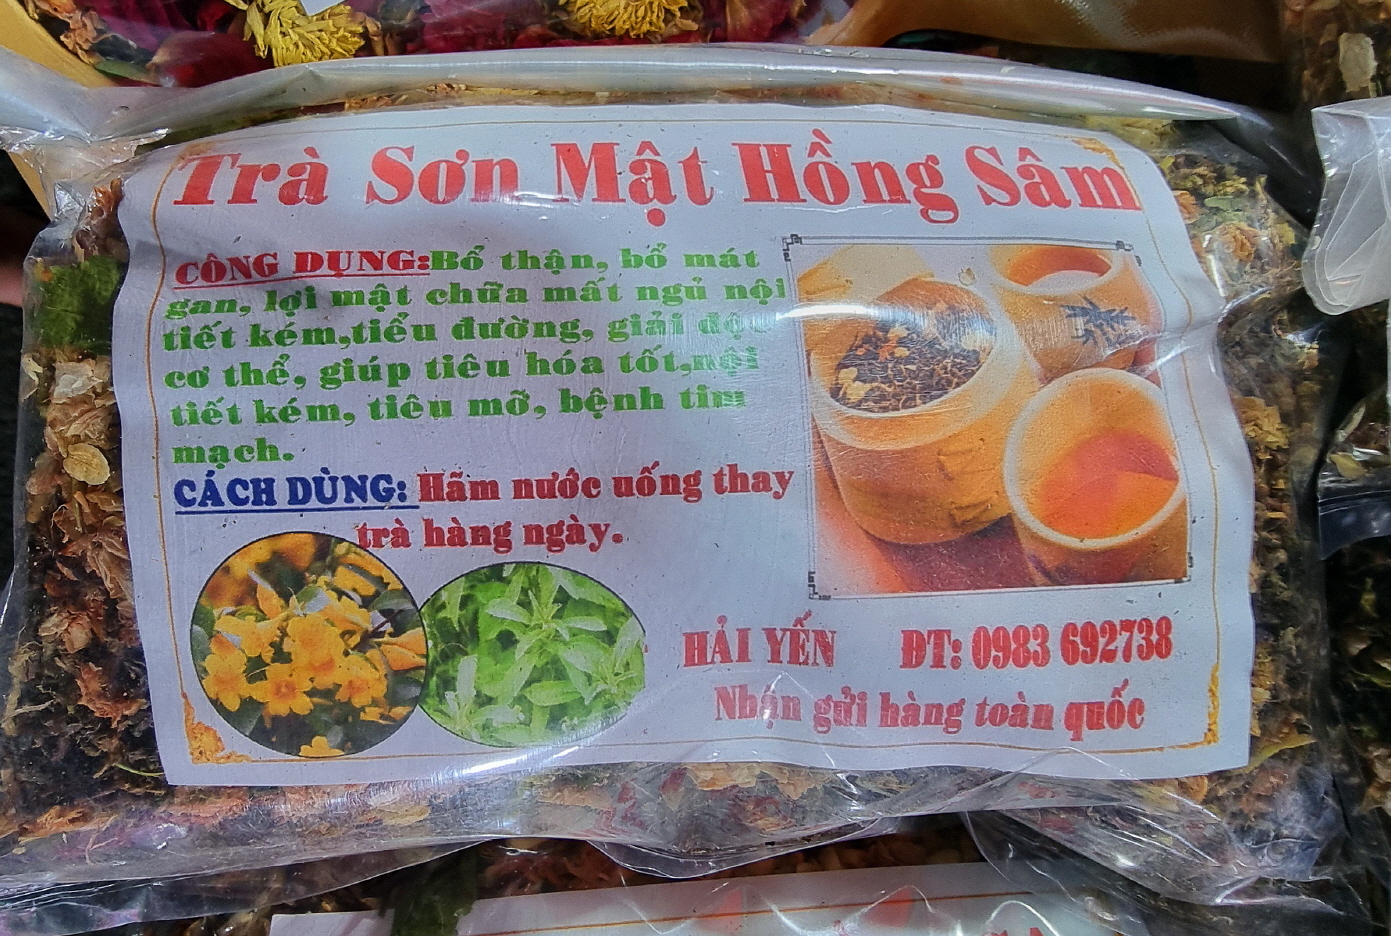 Trà Sơn Mật Hồng Sâm
CÔNG DỤNG:Bổ thận, bổ mát
gan, lợi mật chữa mất ngủ nội
tiết kém,tiểu đường, giải độc
cơ thể, giúp tiêu hóa tốt,nội
tiết kém, tiêu mỡ, bệnh tim
mạch.
CÁCH DÙNG: Hãm nước uống thay
trà hàng ngày.
HẢI YẾN ĐT: 0983 692738
Nhận gửi hàng toàn quốc